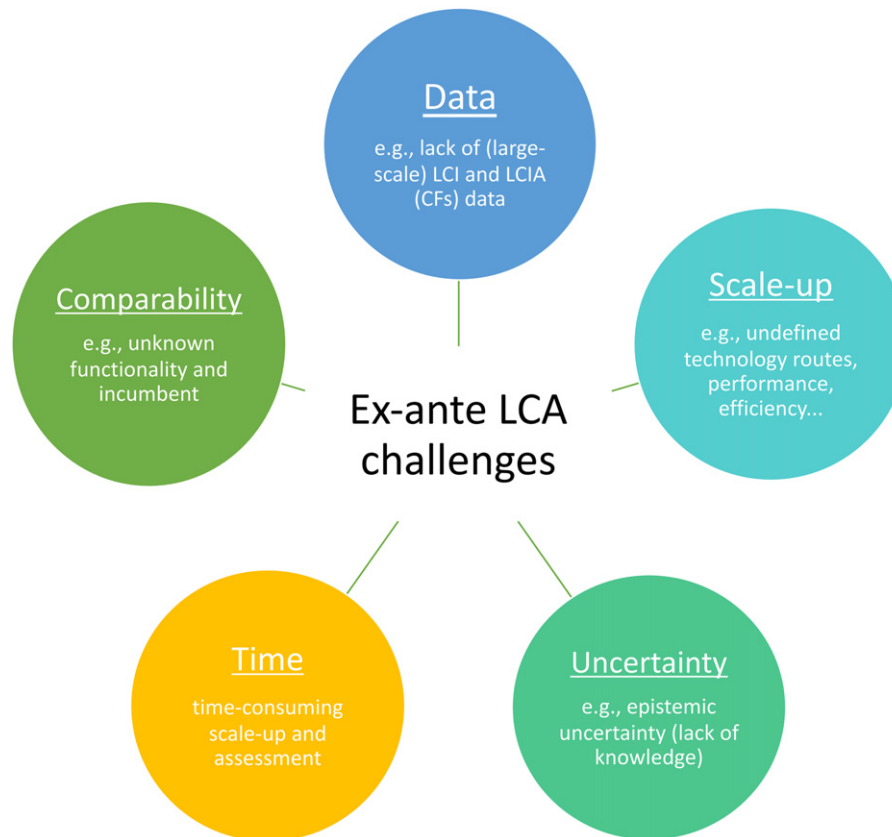 Data
e.g., lack of (large-
scale) LCI and LCIA
(CFs) data
Comparability
e.g., unknown
functionality and
incumbent
Scale-up
e.g., undefined
technology routes,
performance,
efficiency...
Ex-ante LCA
challenges
Time
time-consuming
scale-up and
assessment
Uncertainty
e.g., epistemic
uncertainty (lack of
knowledge)